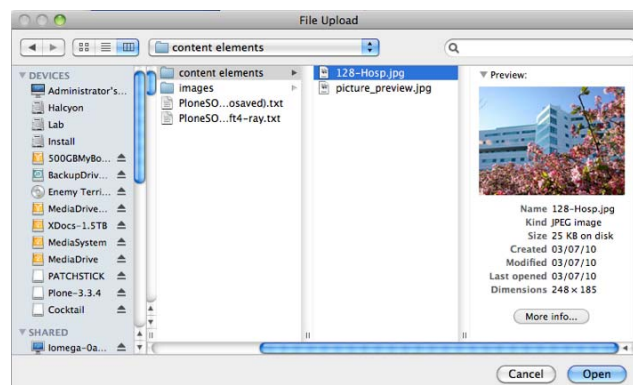 File Upload
content elements
DEVICES
Administrator's...
Halcyon
Lab
Install
500GBMyBo...
BackupDriv...
Enemy Terri...
MediaDrive...
XDocs-1.5TB
MediaSystem
MediaDrive
PATCHSTICK
Plone-3.3.4
Cocktail
SHARED
Iomega-0a...
content elements
images
PloneSO...osaved).txt
PloneSO...ft4-ray.txt
128-Hosp.jpg
picture_preview.jpg
Preview:
Name 128-Hosp.jpg
Kind JPEG image
Size 25 KB on disk
Created 03/07/10
Modified 03/07/10
Last opened 03/07/10
Dimensions 248 × 185
More info...
Cancel
Open